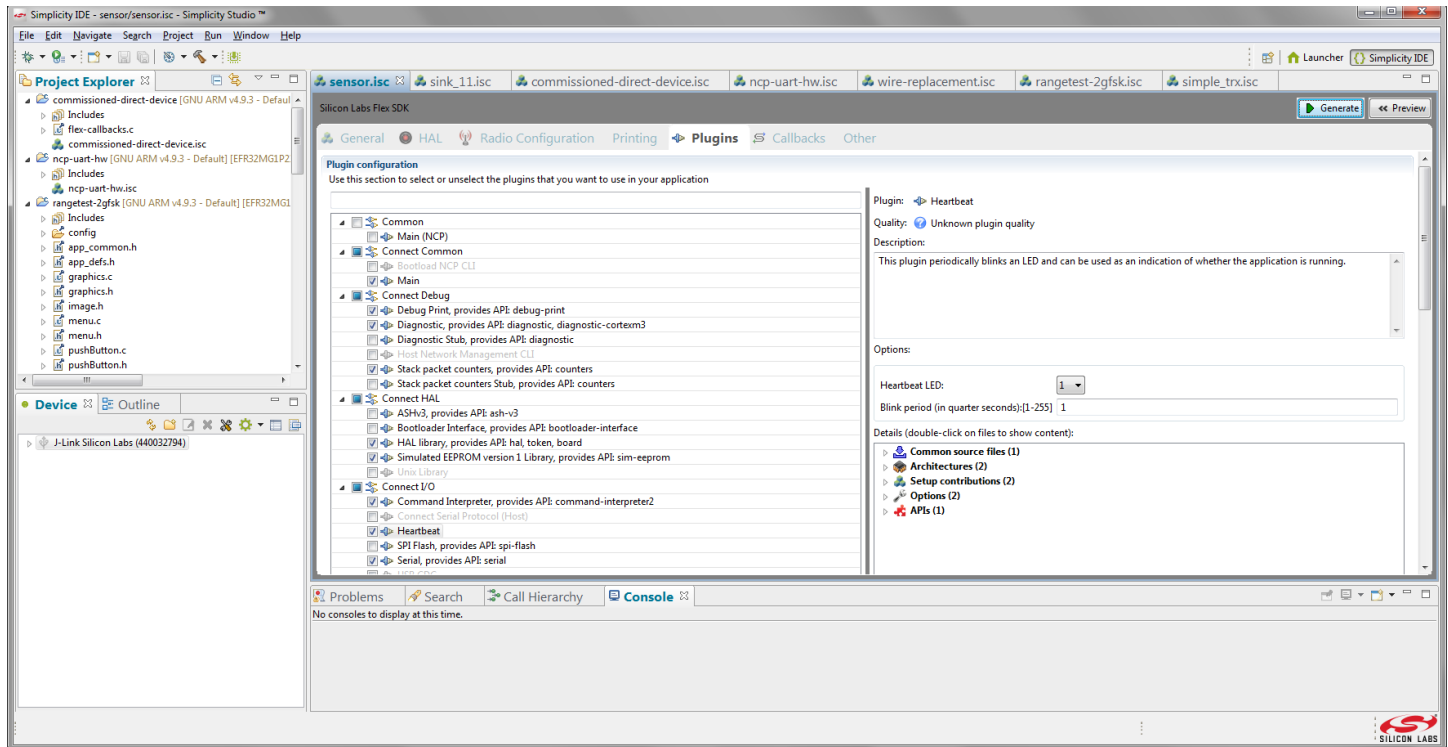 Simplicity IDE - sensor/sensor.isc - Simplicity Studio ™
File Edit Navigate Search Project Run Window Help
Launcher Simplicity IDE
Project Explorer
commissioned-direct-device [GNU ARM v4.9.3 - Defaul
Includes
flex-callbacks.c
commissioned-direct-device.isc
ncp-uart-hw [GNU ARM v4.9.3 - Default] [EFR32MG1P2
Includes
ncp-uart-hw.isc
rangetest-2gfsk [GNU ARM v4.9.3 - Default] [EFR32MG1
Includes
config
app_common.h
app_defs.h
graphics.c
graphics.h
image.h
menu.c
menu.h
pushButton.c
pushButton.h
Device Outline
J-Link Silicon Labs (440032794)
sensor.isc sink_11.isc commissioned-direct-device.isc ncp-uart-hw.isc wire-replacement.isc rangetest-2gfsk.isc simple_trx.isc
Silicon Labs Flex SDK
Generate Preview
General HAL Radio Configuration Printing Plugins Callbacks Other
Plugin configuration
Use this section to select or unselect the plugins that you want to use in your application
Common
Main (NCP)
Connect Common
Bootload NCP CLI
Main
Connect Debug
Debug Print, provides API: debug-print
Diagnostic, provides API: diagnostic, diagnostic-cortexm3
Diagnostic Stub, provides API: diagnostic
Host Network Management CLI
Stack packet counters, provides API: counters
Stack packet counters Stub, provides API: counters
Connect HAL
ASHv3, provides API: ash-v3
Bootloader Interface, provides API: bootloader-interface
HAL library, provides API: hal, token, board
Simulated EEPROM version 1 Library, provides API: sim-eeprom
Unix Library
Connect I/O
Command Interpreter, provides API: command-interpreter2
Connect Serial Protocol (Host)
Heartbeat
SPI Flash, provides API: spi-flash
Serial, provides API: serial
Plugin: Heartbeat
Quality: Unknown plugin quality
Description:
This plugin periodically blinks an LED and can be used as an indication of whether the application is running.
Options:
Heartbeat LED: 1
Blink period (in quarter seconds):[1-255] 1
Details (double-click on files to show content):
Common source files (1)
Architectures (2)
Setup contributions (2)
Options (2)
APIs (1)
Problems Search Call Hierarchy Console
No consoles to display at this time.
SILICON LABS